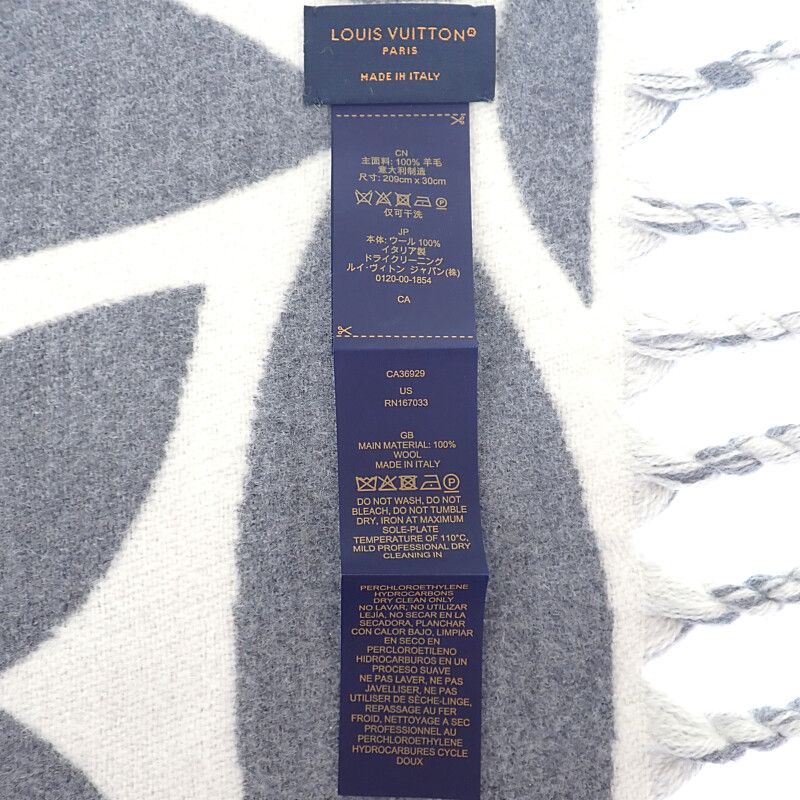 LOUIS VUITTON®
PARIS
MADE IN ITALY
CN
主面料: 100% 羊毛
意大利制造
尺寸: 209cm x 30cm
仅可干洗
JP
本体: ウール 100%
イタリア製
ドライクリーニング
ルイ・ヴィトン ジャパン(株)
0120-00-1854
CA
CA36929
US
RN167033
GB
MAIN MATERIAL: 100%
WOOL
MADE IN ITALY
DO NOT WASH, DO NOT
BLEACH, DO NOT TUMBLE
DRY, IRON AT MAXIMUM
SOLE-PLATE
TEMPERATURE OF 110°C,
MILD PROFESSIONAL DRY
CLEANING IN
PERCHLOROETHYLENE
HYDROCARBONS
DRY CLEAN ONLY
NO LAVAR, NO UTILIZAR
LEJÍA, NO SECAR EN LA
SECADORA, PLANCHAR
CON CALOR BAJO, LIMPIAR
EN SECO EN
PERCLOROETILENO
HIDROCARBUROS EN UN
PROCESO SUAVE
NE PAS LAVER, NE PAS
JAVELLISER, NE PAS
UTILISER DE SÈCHE-LINGE,
REPASSAGE AU FER
FROID, NETTOYAGE A SEC
PROFESSIONNEL AU
PERCHLOROETHYLENE
HYDROCARBURES CYCLE
DOUX